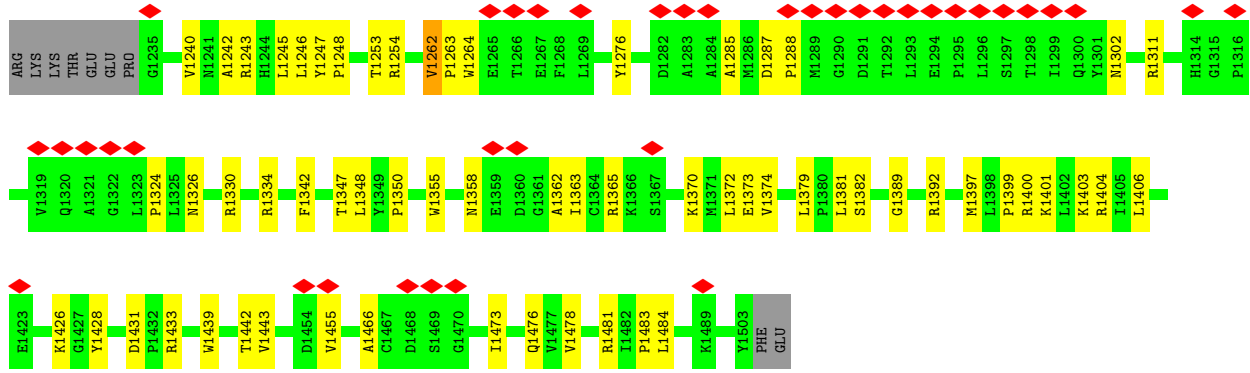 ARG LYS LYS THR GLU GLU PRO G1235 V1240 N1241 A1242 R1243 H1244 L1245 L1246 Y1247 P1248 T1253 R1254 V1262 P1263 W1264 E1265 T1266 E1267 F1268 L1269 Y1276 D1282 A1283 A1284 A1285 M1286 D1287 P1288 M1289 G1290 D1291 T1292 L1293 E1294 P1295 L1296 S1297 T1298 I1299 Q1300 Y1301 N1302 R1311 H1314 G1315 P1316
V1319 Q1320 A1321 G1322 L1323 P1324 L1325 N1326 R1330 R1334 F1342 T1347 L1348 Y1349 P1350 W1355 N1358 E1359 D1360 G1361 A1362 I1363 C1364 R1365 K1366 S1367 K1370 M1371 L1372 E1373 V1374 L1379 P1380 L1381 S1382 G1389 R1392 M1397 L1398 P1399 R1400 K1401 L1402 K1403 R1404 I1405 L1406
E1423 K1426 G1427 Y1428 D1431 P1432 R1433 W1439 T1442 V1443 D1454 V1455 A1466 C1467 D1468 S1469 G1470 I1473 Q1476 V1477 V1478 R1481 I1482 P1483 L1484 K1489 Y1503 PHE GLU